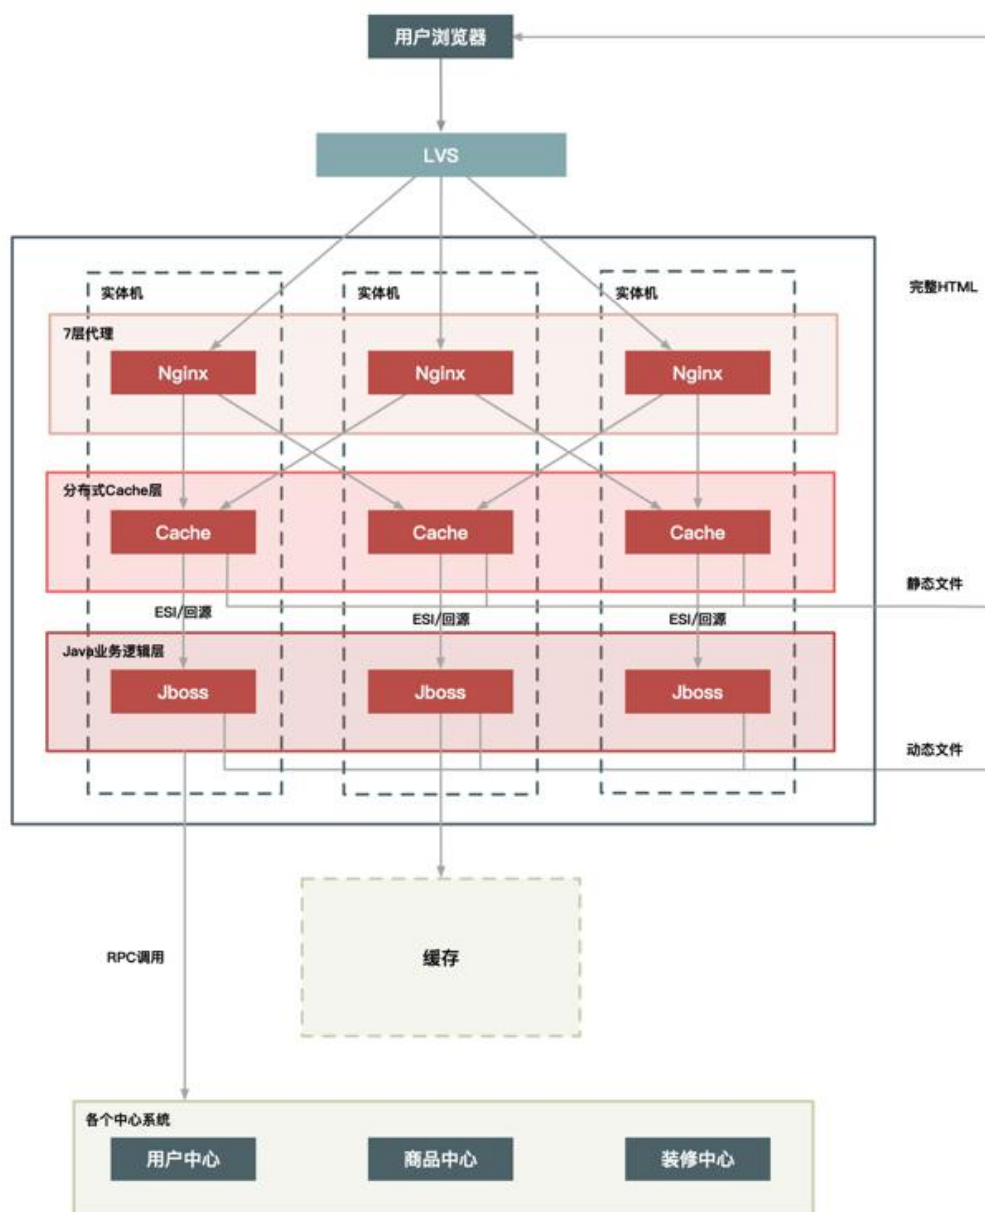 用户浏览器
LVS
实体机
实体机
实体机
完整HTML
7层代理
Nginx
Nginx
Nginx
分布式Cache层
Cache
Cache
Cache
静态文件
ESI/回源
ESI/回源
ESI/回源
Java业务逻辑层
Jboss
Jboss
Jboss
动态文件
RPC调用
缓存
各个中心系统
用户中心
商品中心
装修中心